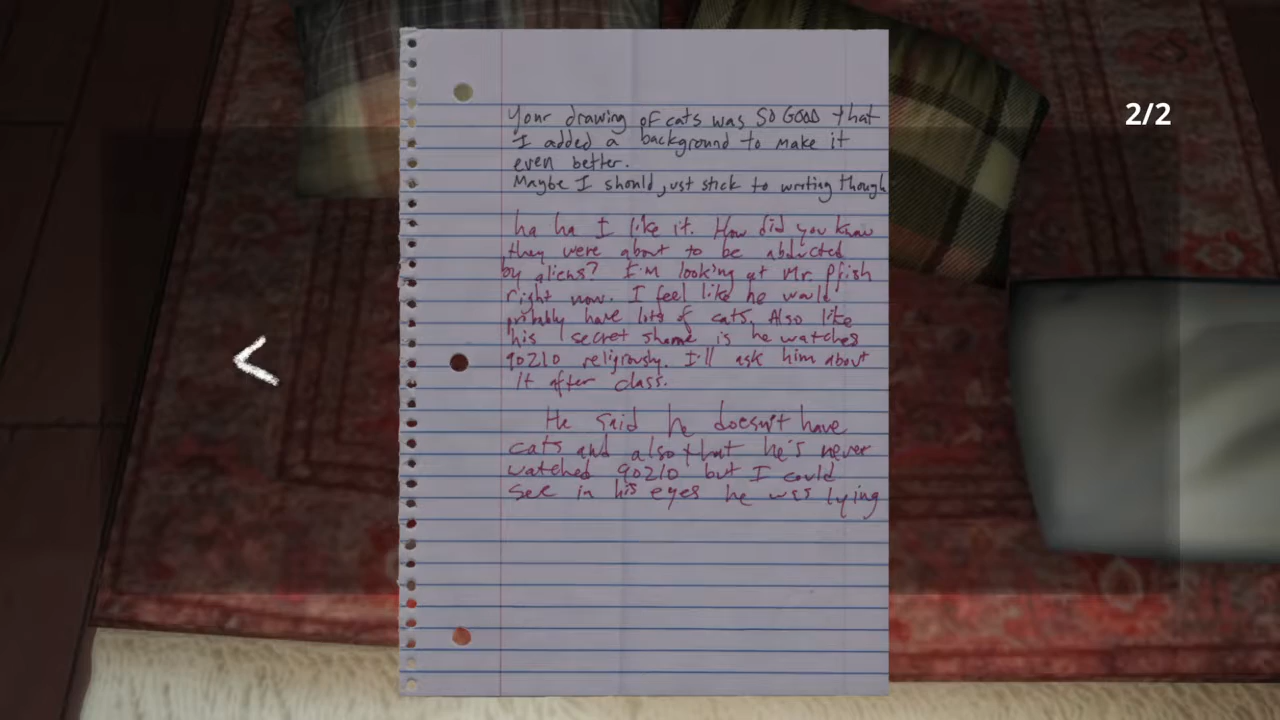 2/2
Your drawing of cats was SO GOOD that
I added a background to make it
even better.
Maybe I should just stick to writing though
ha ha I like it. How did you know
they were about to be abducted
by aliens? I'm looking at Mr. Pfish
right now. I feel like he would
probably have lots of cats. Also like
his secret shame is he watches
90210 religiously. I'll ask him about
it after class.
He said he doesn't have
cats and also that he's never
watched 90210 but I could
see in his eyes he was lying